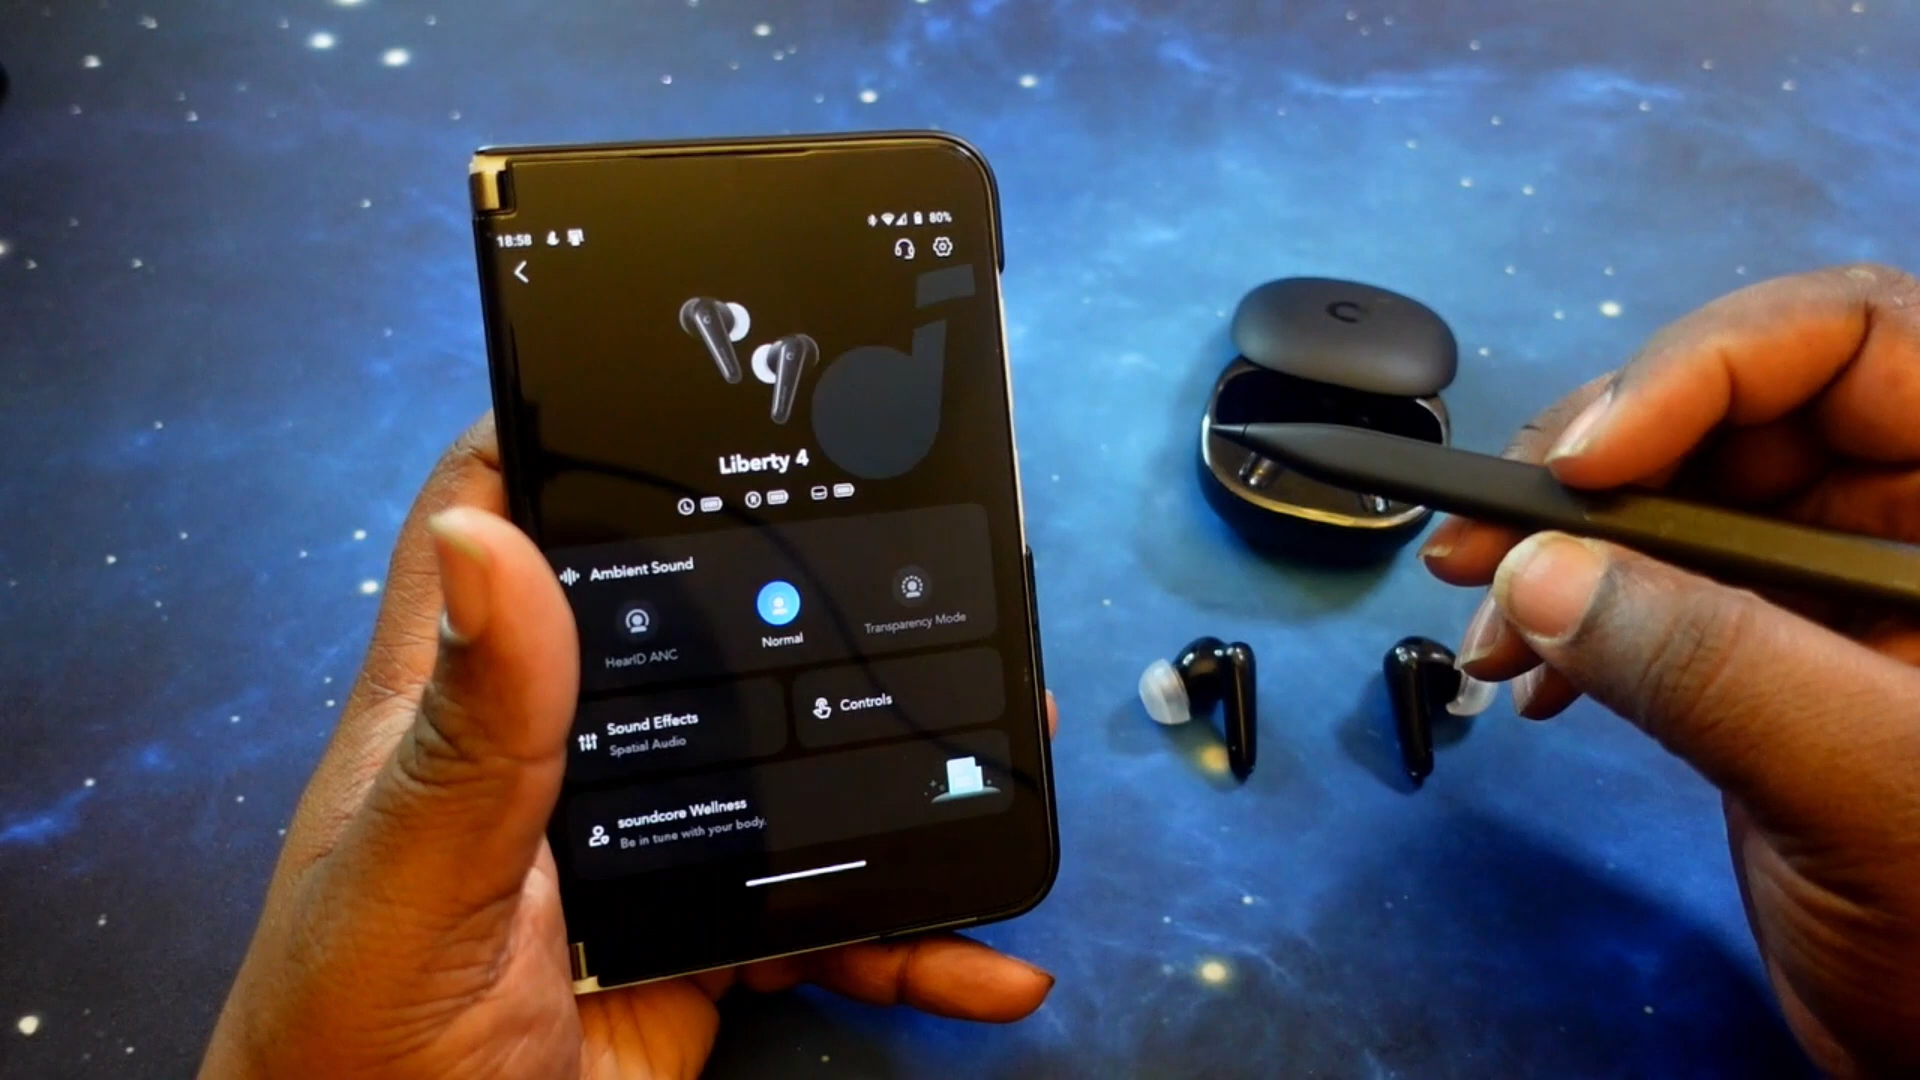 18:58
80%
Liberty 4
L
R
Ambient Sound
HearID ANC
Normal
Transparency Mode
Sound Effects
Spatial Audio
Controls
soundcore Wellness
Be in tune with your body.